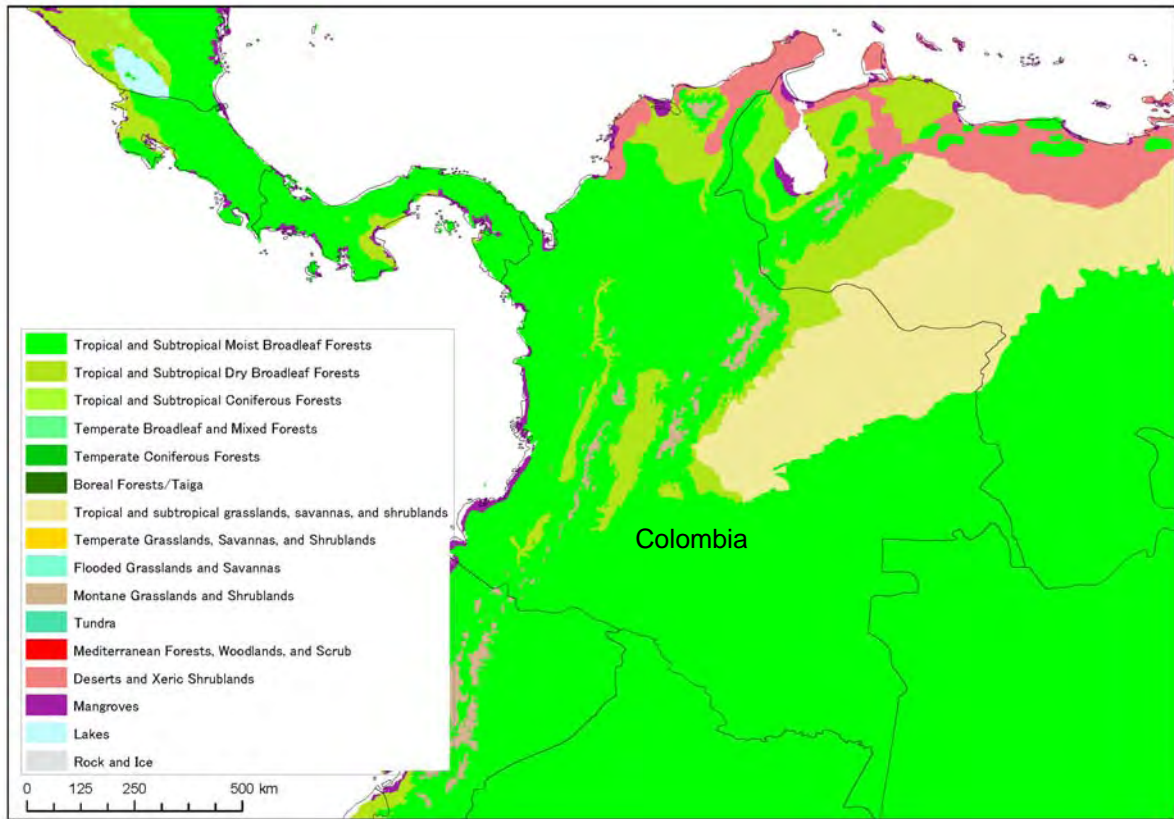 Colombia
Tropical and Subtropical Moist Broadleaf Forests
Tropical and Subtropical Dry Broadleaf Forests
Tropical and Subtropical Coniferous Forests
Temperate Broadleaf and Mixed Forests
Temperate Coniferous Forests
Boreal Forests/Taiga
Tropical and subtropical grasslands, savannas, and shrublands
Temperate Grasslands, Savannas, and Shrublands
Flooded Grasslands and Savannas
Montane Grasslands and Shrublands
Tundra
Mediterranean Forests, Woodlands, and Scrub
Deserts and Xeric Shrublands
Mangroves
Lakes
Rock and Ice
0 125 250 500 km